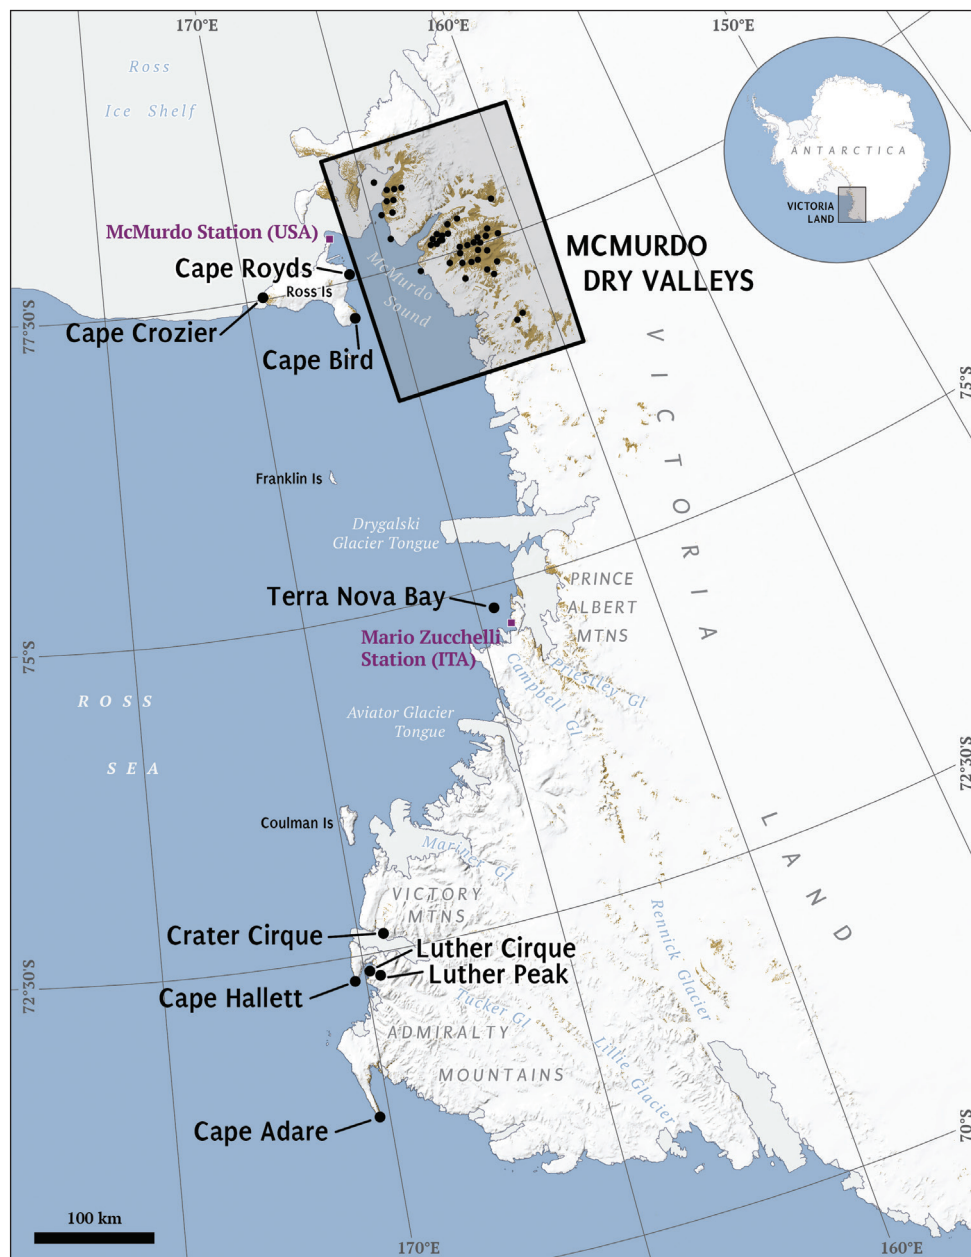 170°E
160°E
150°E
Ross
Ice Shelf
ANTARCTICA
VICTORIA
LAND
McMurdo Station (USA)
MCMURDO
DRY VALLEYS
Cape Royds
Ross Is
McMurdo
Sound
Cape Crozier
Cape Bird
77°30'S
75°S
VICTORIA
Franklin Is
Drygalski
Glacier Tongue
PRINCE
ALBERT
MTNS
Terra Nova Bay
Mario Zucchelli
Station (ITA)
75°S
Priestley Gl
Campbell Gl
ROSS
SEA
Aviator Glacier
Tongue
72°30'S
Coulman Is
LAND
Mariner Gl
VICTORY
MTNS
Crater Cirque
Luther Cirque
Luther Peak
Cape Hallett
72°30'S
Rennick Glacier
Tucker Gl
ADMIRALTY
MOUNTAINS
Lillie Glacier
Cape Adare
70°S
100 km
170°E
160°E